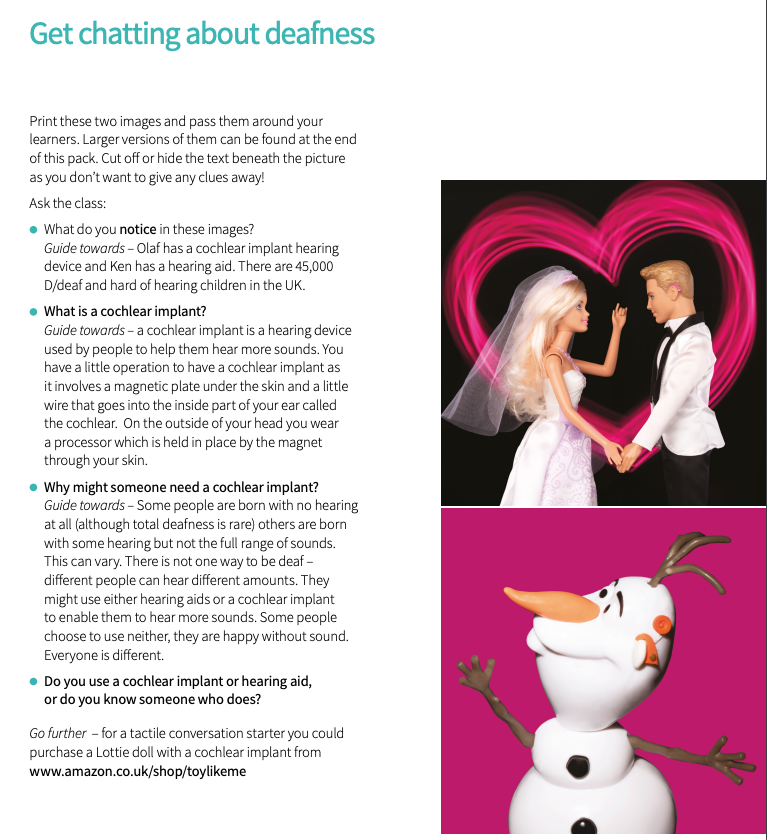 Get chatting about deafness
Print these two images and pass them around your
learners. Larger versions of them can be found at the end
of this pack. Cut off or hide the text beneath the picture
as you don't want to give any clues away!
Ask the class:
● What do you notice in these images?
Guide towards – Olaf has a cochlear implant hearing
device and Ken has a hearing aid. There are 45,000
D/deaf and hard of hearing children in the UK.
● What is a cochlear implant?
Guide towards – a cochlear implant is a hearing device
used by people to help them hear more sounds. You
have a little operation to have a cochlear implant as
it involves a magnetic plate under the skin and a little
wire that goes into the inside part of your ear called
the cochlear.  On the outside of your head you wear
a processor which is held in place by the magnet
through your skin.
● Why might someone need a cochlear implant?
Guide towards – Some people are born with no hearing
at all (although total deafness is rare) others are born
with some hearing but not the full range of sounds.
This can vary. There is not one way to be deaf –
different people can hear different amounts. They
might use either hearing aids or a cochlear implant
to enable them to hear more sounds. Some people
choose to use neither, they are happy without sound.
Everyone is different.
● Do you use a cochlear implant or hearing aid,
or do you know someone who does?
Go further  – for a tactile conversation starter you could
purchase a Lottie doll with a cochlear implant from
www.amazon.co.uk/shop/toylikeme